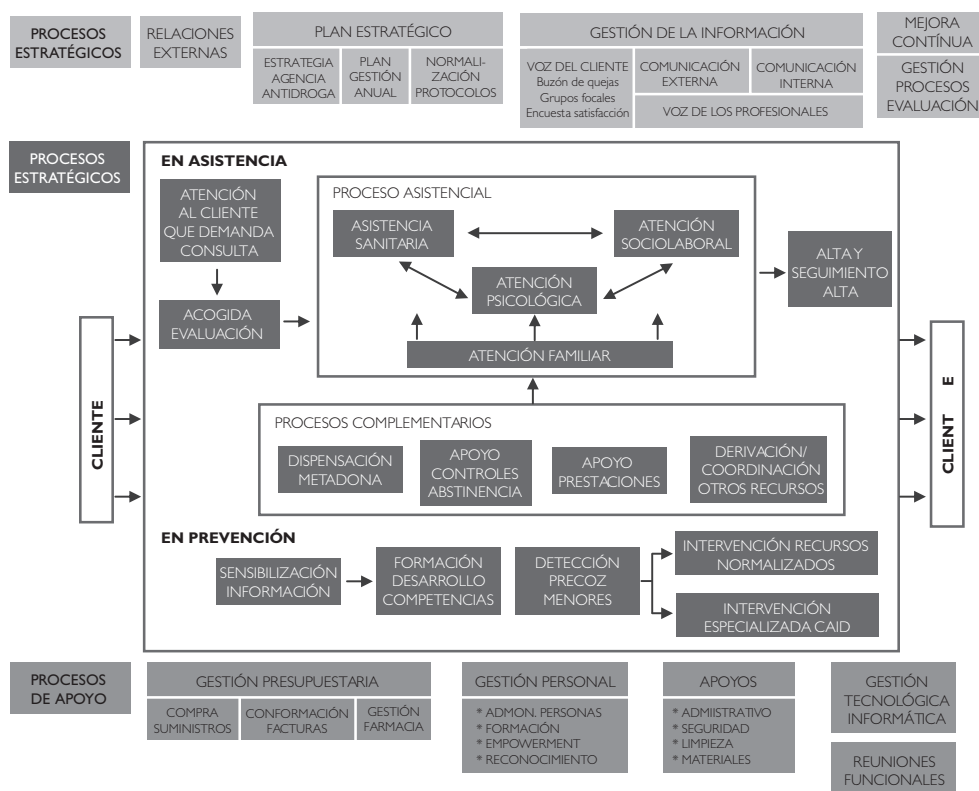 PROCESOS
ESTRATÉGICOS
RELACIONES
EXTERNAS
PLAN ESTRATÉGICO
ESTRATEGIA
AGENCIA
ANTIDROGA
PLAN
GESTIÓN
ANUAL
NORMALI-
ZACIÓN
PROTOCOLOS
GESTIÓN DE LA INFORMACIÓN
VOZ DEL CLIENTE
Buzón de quejas
Grupos focales
Encuesta satisfacción
COMUNICACIÓN
EXTERNA
COMUNICACIÓN
INTERNA
VOZ DE LOS PROFESIONALES
MEJORA
CONTÍNUA
GESTIÓN
PROCESOS
EVALUACIÓN
PROCESOS
ESTRATÉGICOS
EN ASISTENCIA
ATENCIÓN
AL CLIENTE
QUE DEMANDA
CONSULTA
ACOGIDA
EVALUACIÓN
PROCESO ASISTENCIAL
ASISTENCIA
SANITARIA
ATENCIÓN
SOCIOLABORAL
ATENCIÓN
PSICOLÓGICA
ATENCIÓN FAMILIAR
ALTA Y
SEGUIMIENTO
ALTA
CLIENTE
CLIENT E
PROCESOS COMPLEMENTARIOS
DISPENSACIÓN
METADONA
APOYO
CONTROLES
ABSTINENCIA
APOYO
PRESTACIONES
DERIVACIÓN/
COORDINACIÓN
OTROS RECURSOS
EN PREVENCIÓN
SENSIBILIZACIÓN
INFORMACIÓN
FORMACIÓN
DESARROLLO
COMPETENCIAS
DETECCIÓN
PRECOZ
MENORES
INTERVENCIÓN RECURSOS
NORMALIZADOS
INTERVENCIÓN
ESPECIALIZADA CAID
PROCESOS
DE APOYO
GESTIÓN PRESUPUESTARIA
COMPRA
SUMINISTROS
CONFORMACIÓN
FACTURAS
GESTIÓN
FARMACIA
GESTIÓN PERSONAL
* ADMON. PERSONAS
* FORMACIÓN
* EMPOWERMENT
* RECONOCIMIENTO
APOYOS
* ADMIISTRATIVO
* SEGURIDAD
* LIMPIEZA
* MATERIALES
GESTIÓN
TECNOLÓGICA
INFORMÁTICA
REUNIONES
FUNCIONALES